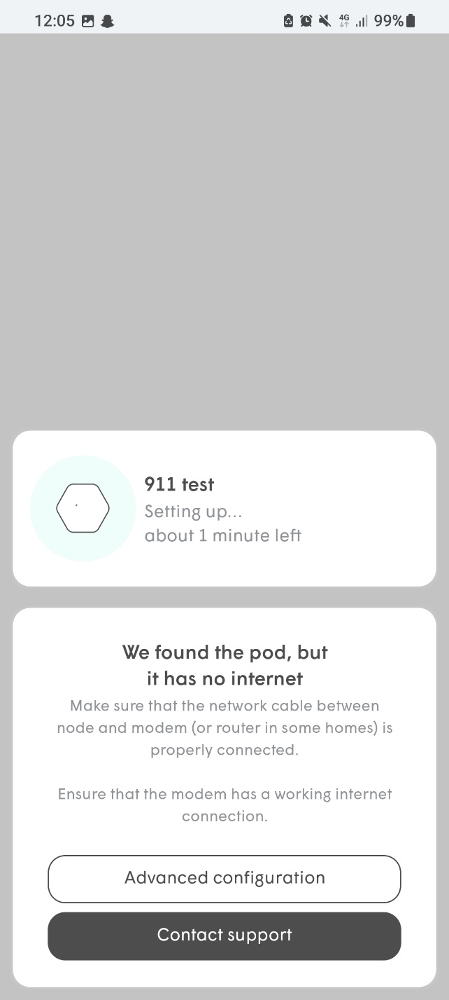 12:05 4G 99%
911 test
Setting up...
about 1 minute left
We found the pod, but
it has no internet
Make sure that the network cable between
node and modem (or router in some homes) is
properly connected.
Ensure that the modem has a working internet
connection.
Advanced configuration
Contact support